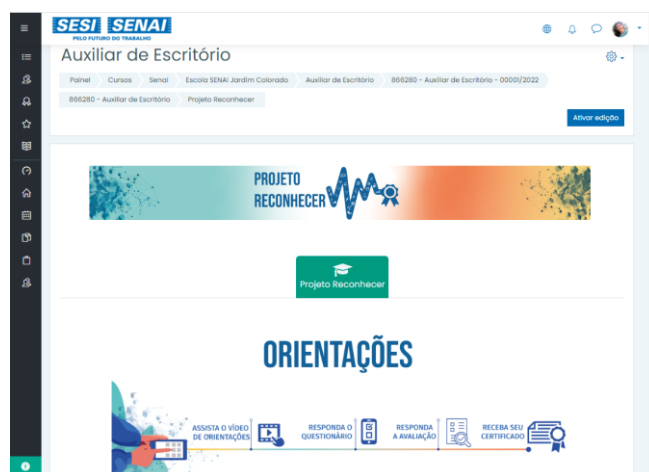 SESI SENAI
PELO FUTURO DO TRABALHO
Auxiliar de Escritório
Painel Cursos Senai Escola SENAI Jardim Colorado Auxiliar de Escritório 866280 - Auxiliar de Escritório - 00001/2022
866280 - Auxiliar de Escritório Projeto Reconhecer
Ativar edição
PROJETO
RECONHECER
Projeto Reconhecer
ORIENTAÇÕES
ASSISTA O VÍDEO
DE ORIENTAÇÕES
RESPONDA O
QUESTIONÁRIO
RESPONDA
A AVALIAÇÃO
RECEBA SEU
CERTIFICADO